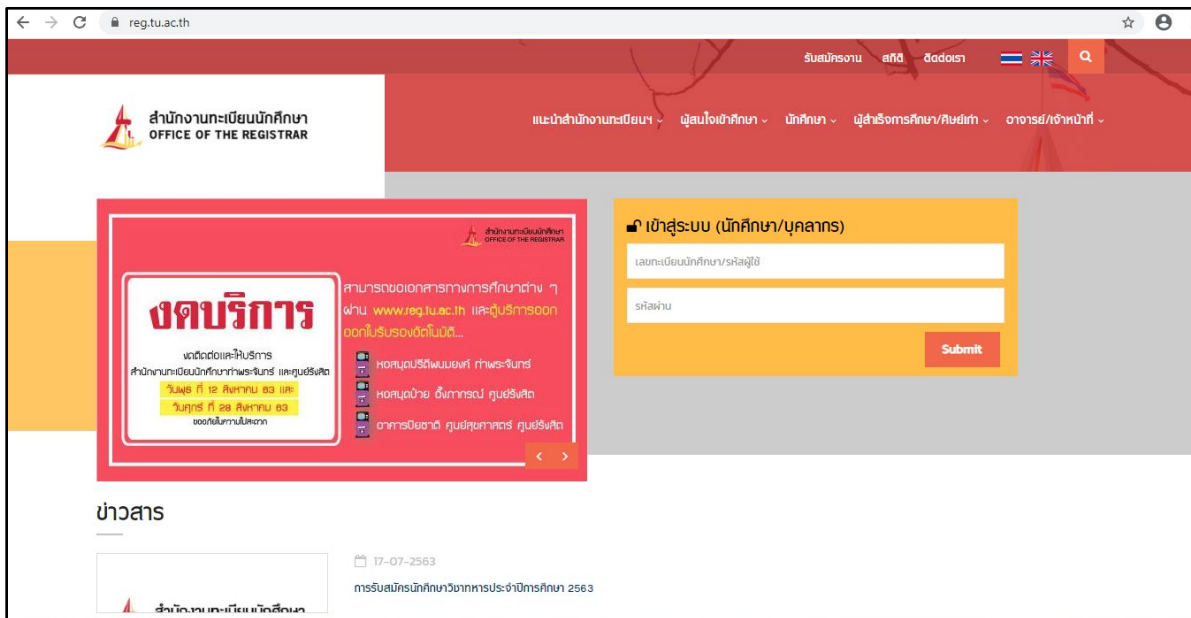 reg.tu.ac.th
รับสมัครงาน สถิติ ติดต่อเรา
สำนักงานทะเบียนนักศึกษา
OFFICE OF THE REGISTRAR
แนะนำสำนักงานทะเบียนฯ ผู้สนใจเข้าศึกษา นักศึกษา ผู้สำเร็จการศึกษา/ศิษย์เก่า อาจารย์/เจ้าหน้าที่
สำนักงานทะเบียนนักศึกษา
OFFICE OF THE REGISTRAR
งดบริการ
งดติดต่อและให้บริการ
สำนักงานทะเบียนนักศึกษาท่าพระจันทร์ และศูนย์รังสิต
วันพุธ ที่ 12 สิงหาคม 63 และ
วันศุกร์ ที่ 28 สิงหาคม 63
ขออภัยในความไม่สะดวก
สามารถขอเอกสารทางการศึกษาต่าง ๆ
ผ่าน www.reg.tu.ac.th และตู้บริการออก
ออกใบรับรองอัตโนมัติ...
หอสมุดปรีดีพนมยงค์ ท่าพระจันทร์
หอสมุดป๋วย อึ๊งภากรณ์ ศูนย์รังสิต
อาคารปิยชาติ ศูนย์สุขศาสตร์ ศูนย์รังสิต
เข้าสู่ระบบ (นักศึกษา/บุคลากร)
เลขทะเบียนนักศึกษา/รหัสผู้ใช้
รหัสผ่าน
Submit
ข่าวสาร
17-07-2563
การรับสมัครนักศึกษาวิชาทหารประจำปีการศึกษา 2563
สำนักงานทะเบียนนักศึกษา